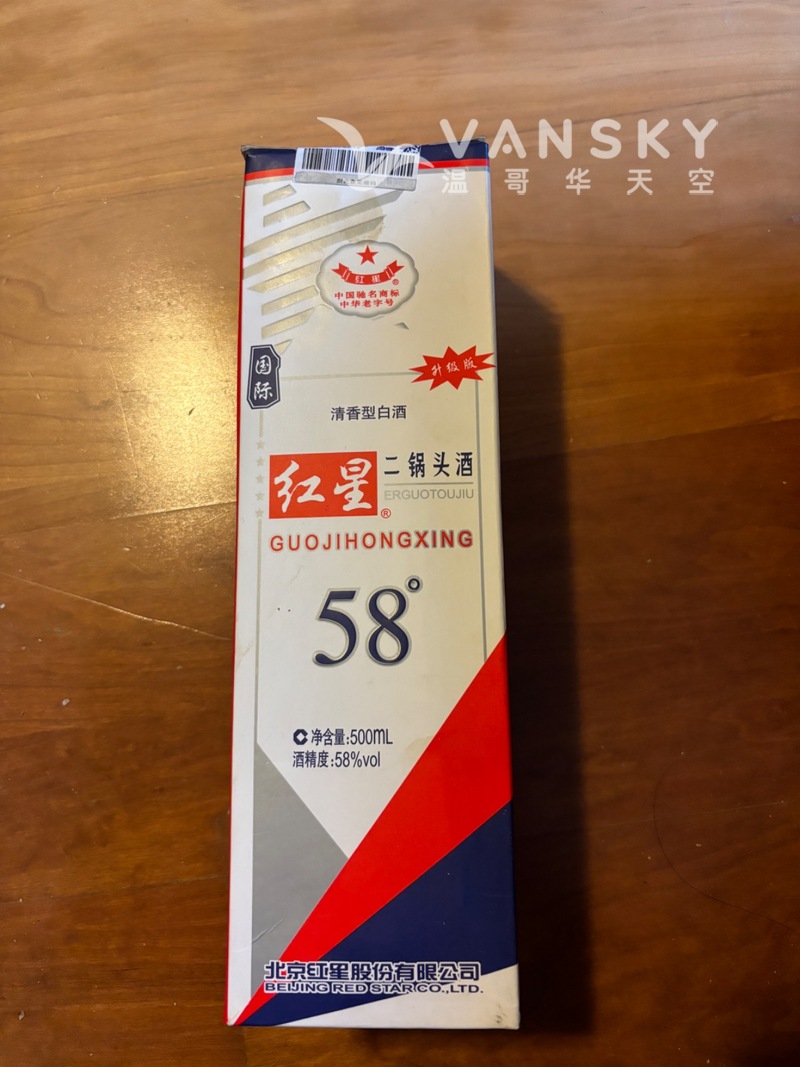 VANSKY
温哥华天空
红星
®
中国驰名商标
中华老字号
国际
升级版
清香型白酒
红星®
二锅头酒
ERGUOTOUJIU
GUOJIHONGXING
58°
净含量:500mL
酒精度:58%vol
北京红星股份有限公司
BEIJING RED STAR CO.,LTD.